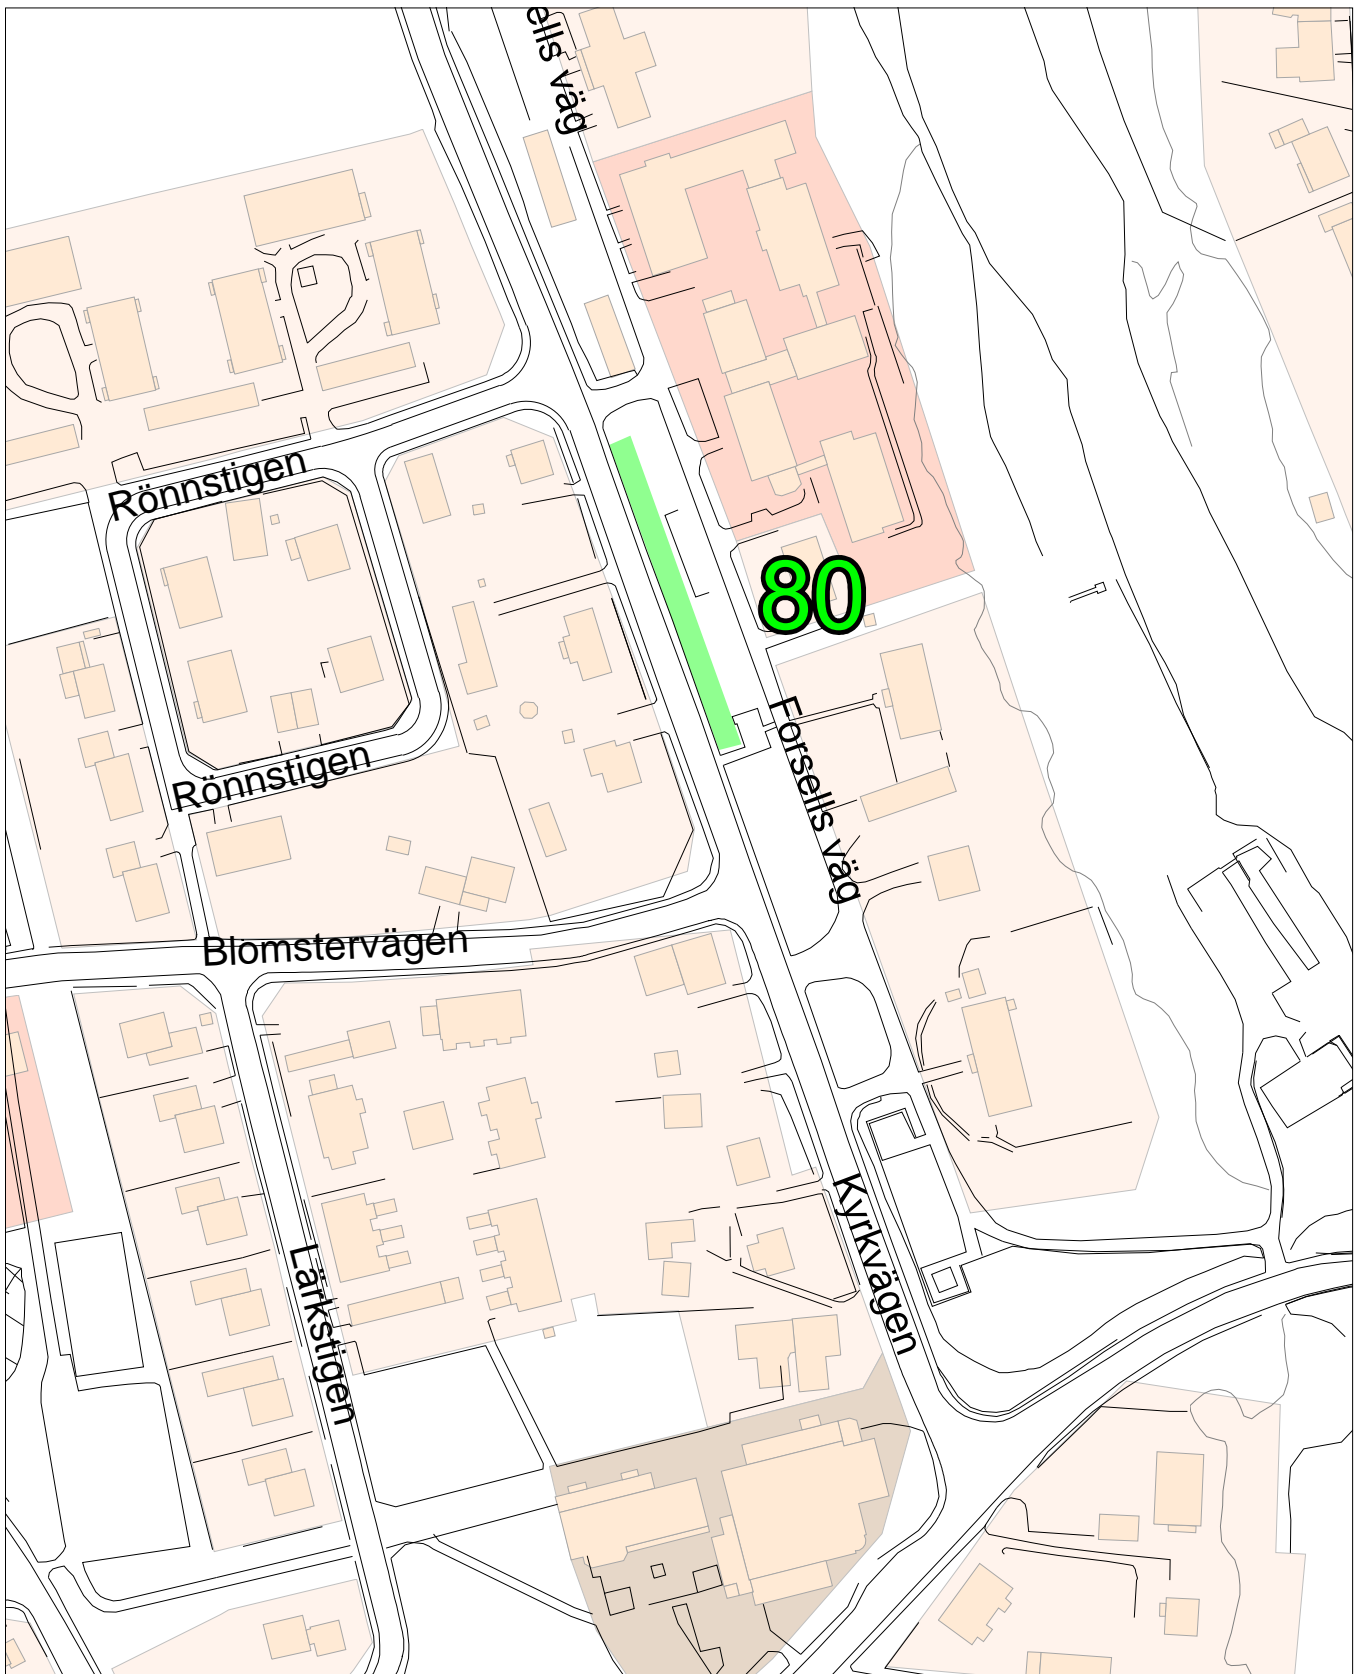 ells väg
Rönnstigen
80
Forsells väg
Rönnstigen
Blomstervägen
Kyrkvägen
Lärkstigen